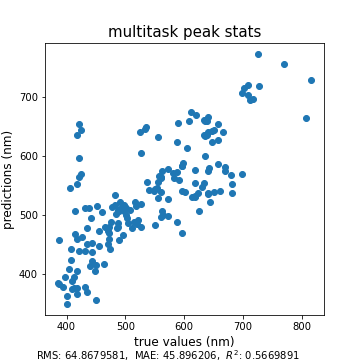 multitask peak stats
predictions (nm)
700
600
500
400
400 500 600 700 800
true values (nm)
RMS: 64.8679581, MAE: 45.896206, R²: 0.5669891